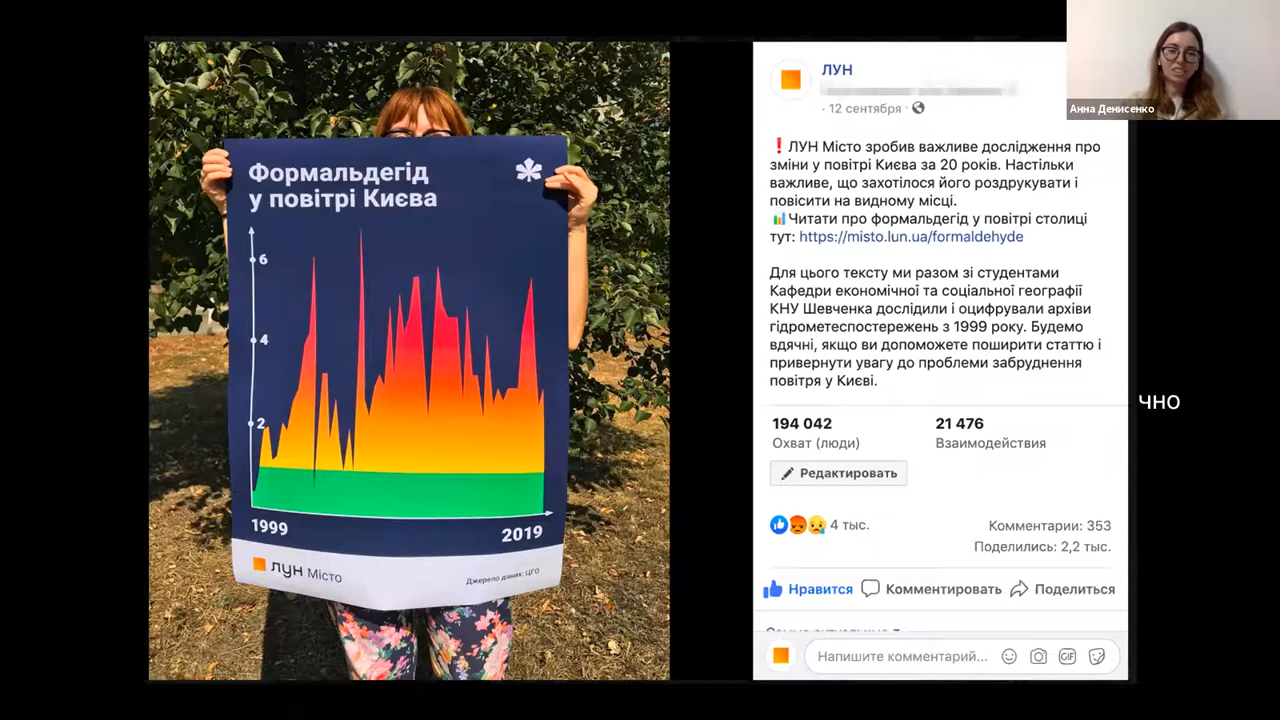 Формальдегід
у повітрі Києва
6
4
2
1999
2019
лун Місто
Джерело даних: ЦГО
ЛУН
· 12 сентября ·
❗ЛУН Місто зробив важливе дослідження про
зміни у повітрі Києва за 20 років. Настільки
важливе, що захотілося його роздрукувати і
повісити на видному місці.
📊Читати про формальдегід у повітрі столиці
тут: https://misto.lun.ua/formaldehyde
Для цього тексту ми разом зі студентами
Кафедри економічної та соціальної географії
КНУ Шевченка дослідили і оцифрували архіви
гідрометеспостережень з 1999 року. Будемо
вдячні, якщо ви допоможете поширити статтю і
привернути увагу до проблеми забруднення
повітря у Києві.
194 042
Охват (люди)
21 476
Взаимодействия
Редактировать
4 тыс.
Комментарии: 353
Поделились: 2,2 тыс.
Нравится
Комментировать
Поделиться
Напишите комментарий...
GIF
Анна Денисенко
чно